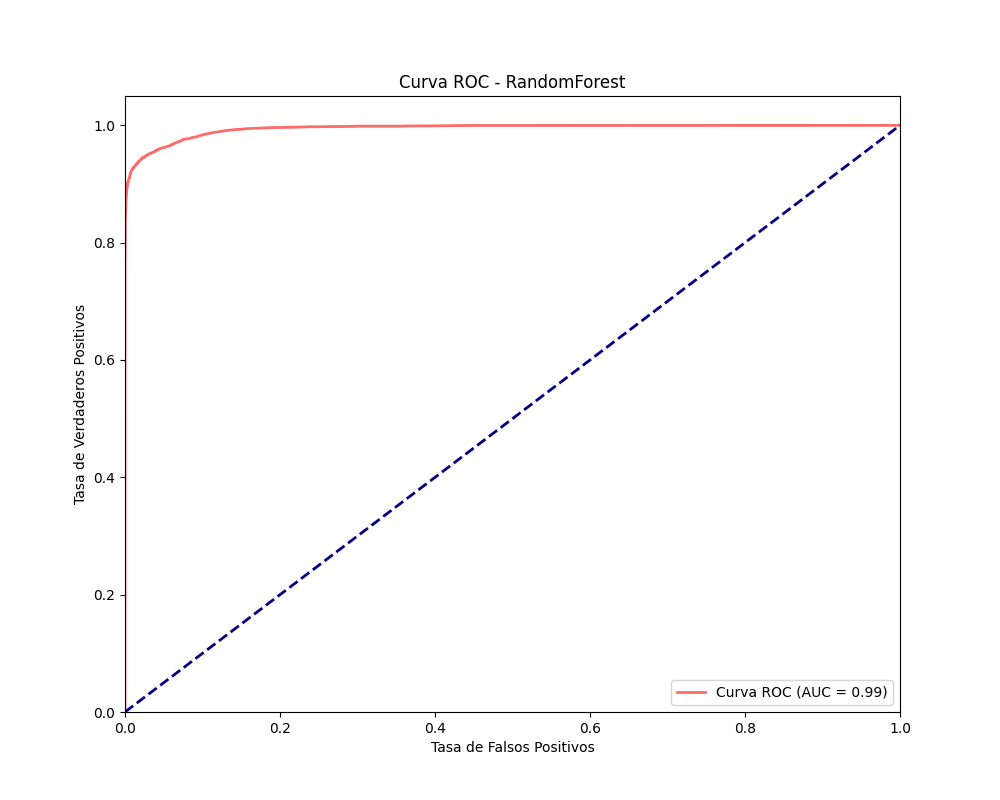 Curva ROC - RandomForest
Tasa de Verdaderos Positivos
1.0
0.8
0.6
0.4
0.2
0.0
0.0 0.2 0.4 0.6 0.8 1.0
Tasa de Falsos Positivos
Curva ROC (AUC = 0.99)